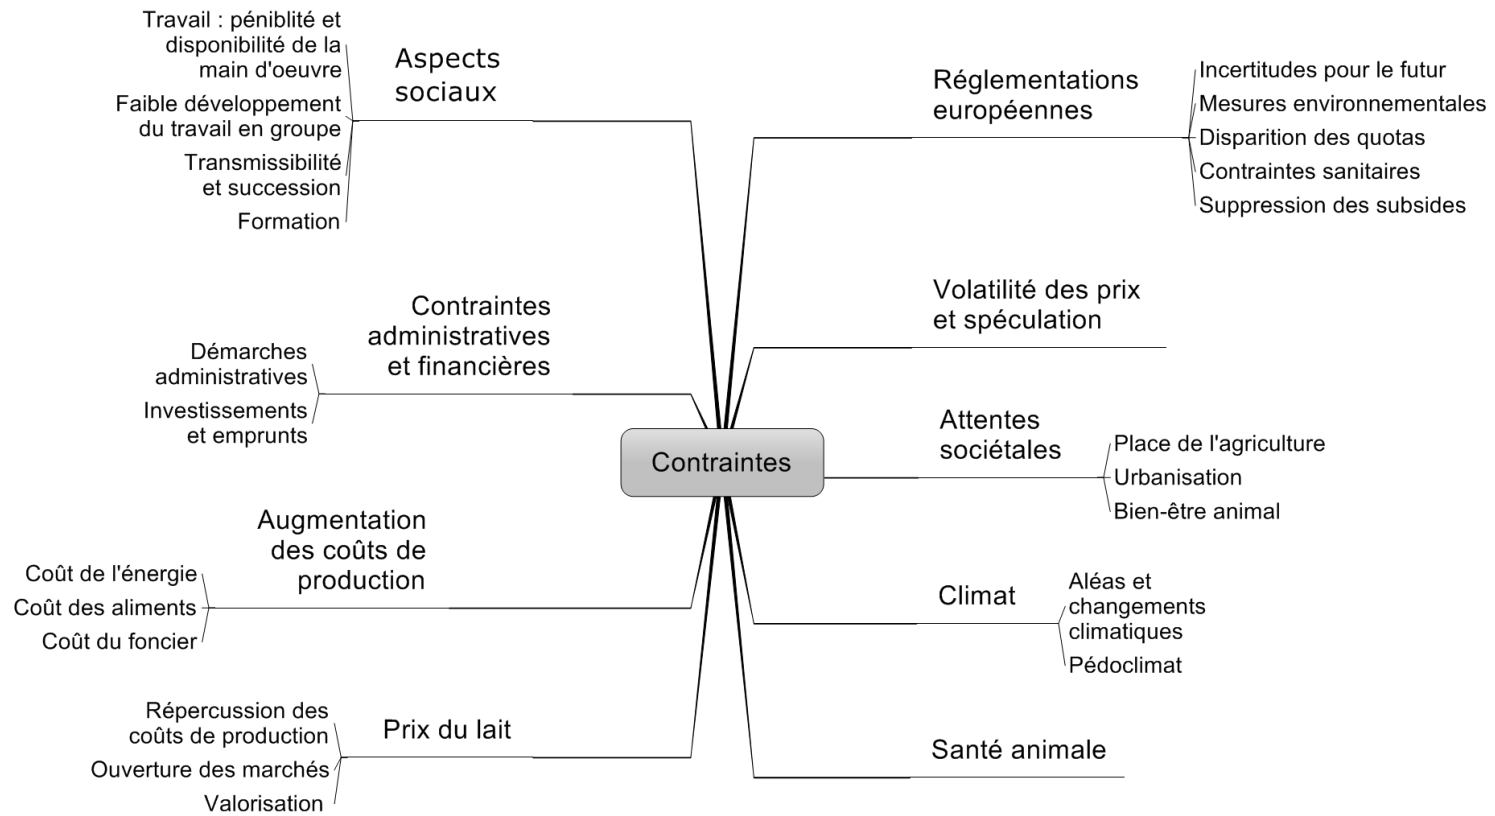 Travail : péniblité et
disponibilité de la
main d'oeuvre
Faible développement
du travail en groupe
Transmissibilité
et succession
Formation
Aspects
sociaux
Contraintes
administratives
et financières
Démarches
administratives
Investissements
et emprunts
Augmentation
des coûts de
production
Coût de l'énergie
Coût des aliments
Coût du foncier
Prix du lait
Répercussion des
coûts de production
Ouverture des marchés
Valorisation
Contraintes
Réglementations
européennes
Incertitudes pour le futur
Mesures environnementales
Disparition des quotas
Contraintes sanitaires
Suppression des subsides
Volatilité des prix
et spéculation
Attentes
sociétales
Place de l'agriculture
Urbanisation
Bien-être animal
Climat
Aléas et
changements
climatiques
Pédoclimat
Santé animale